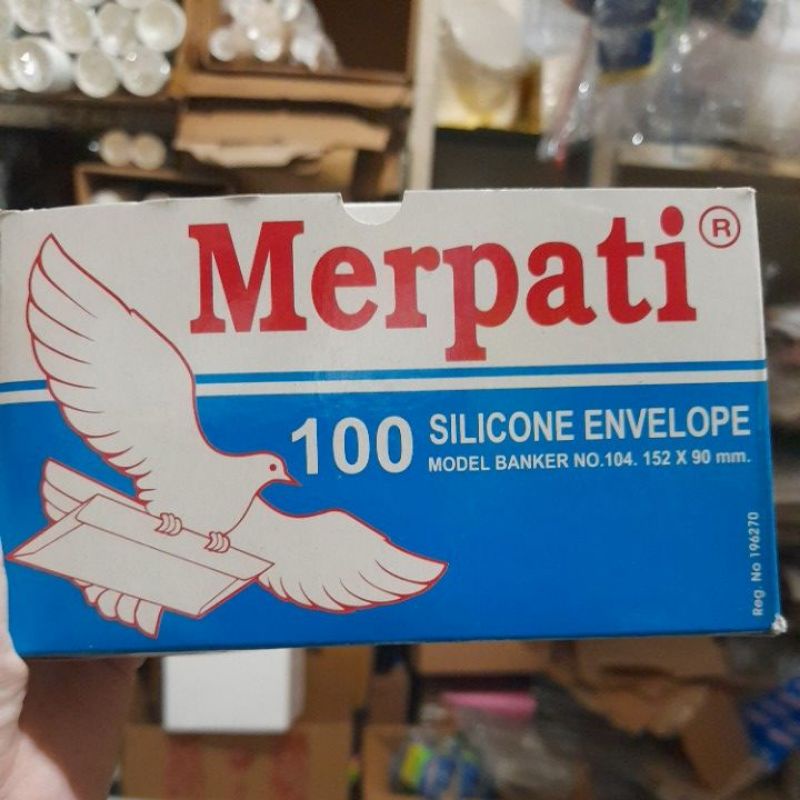 Merpati ®
100 SILICONE ENVELOPE
MODEL BANKER NO.104. 152 X 90 mm.
Reg. No 196270